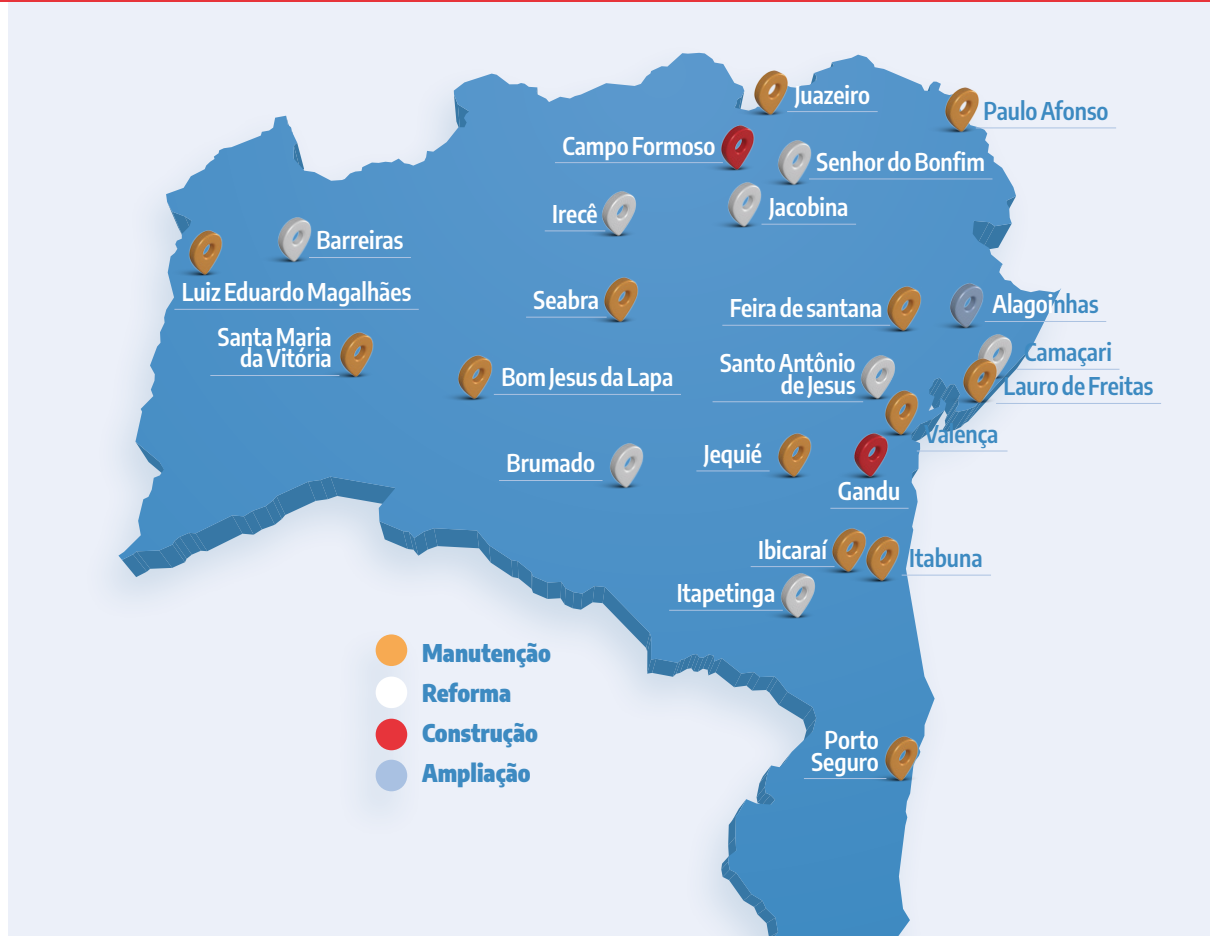 Juazeiro
Paulo Afonso
Campo Formoso
Senhor do Bonfim
Irecê
Jacobina
Barreiras
Luiz Eduardo Magalhães
Seabra
Feira de santana
Alagoinhas
Santa Maria
da Vitória
Bom Jesus da Lapa
Santo Antônio
de Jesus
Camaçari
Lauro de Freitas
Valença
Brumado
Jequié
Gandu
Ibicaraí
Itabuna
Itapetinga
Manutenção
Reforma
Construção
Ampliação
Porto
Seguro